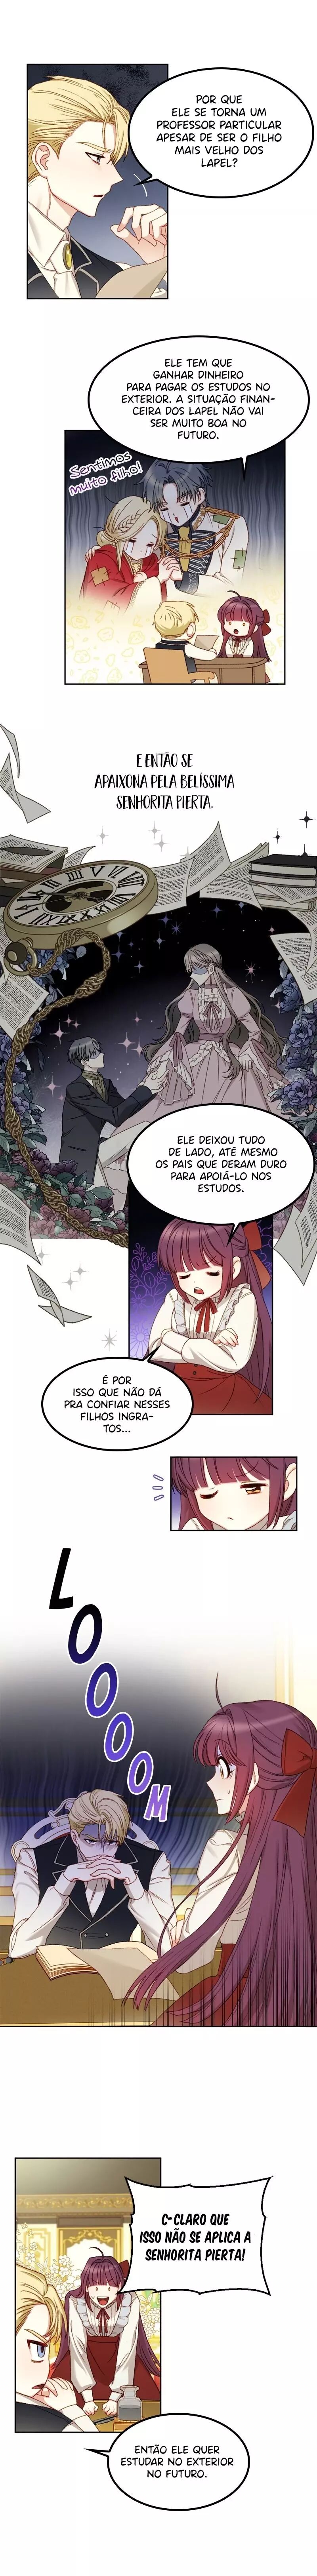 POR QUE
ELE SE TORNA UM
PROFESSOR PARTICULAR
APESAR DE SER O FILHO
MAIS VELHO DOS
LAPEL?
ELE TEM QUE
GANHAR DINHEIRO
PARA PAGAR OS ESTUDOS NO
EXTERIOR. A SITUAÇÃO FINAN-
CEIRA DOS LAPEL NÃO VAI
SER MUITO BOA NO
FUTURO.
Sentimos
muito filho!
E ENTÃO SE
APAIXONA PELA BELÍSSIMA
SENHORITA PIERTA.
ELE DEIXOU TUDO
DE LADO, ATÉ MESMO
OS PAIS QUE DERAM DURO
PARA APOIÁ-LO NOS
ESTUDOS.
É POR
ISSO QUE NÃO DÁ
PRA CONFIAR NESSES
FILHOS INGRA-
TOS...
LOOOOOM
C-CLARO QUE
ISSO NÃO SE APLICA A
SENHORITA PIERTA!
ENTÃO ELE QUER
ESTUDAR NO EXTERIOR
NO FUTURO.